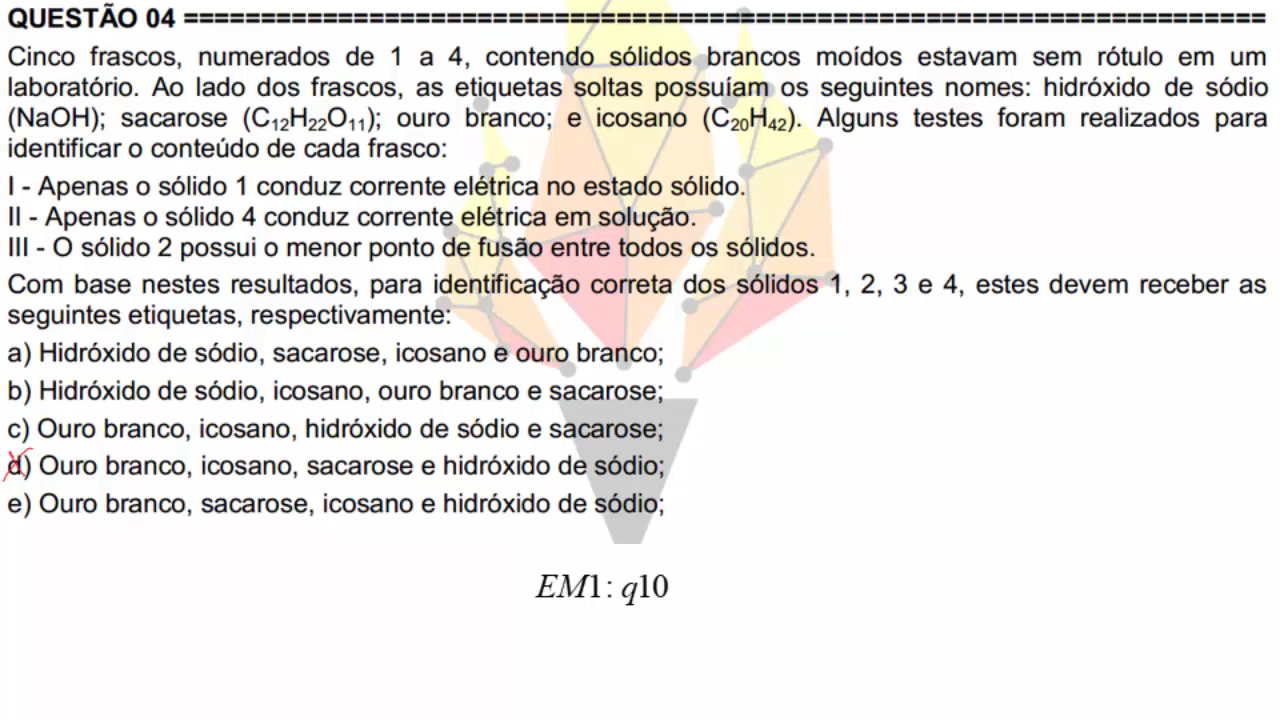 QUESTÃO 04 ======================================================================
Cinco frascos, numerados de 1 a 4, contendo sólidos brancos moídos estavam sem rótulo em um
laboratório. Ao lado dos frascos, as etiquetas soltas possuíam os seguintes nomes: hidróxido de sódio
(NaOH); sacarose (C₁₂H₂₂O₁₁); ouro branco; e icosano (C₂₀H₄₂). Alguns testes foram realizados para
identificar o conteúdo de cada frasco:
I - Apenas o sólido 1 conduz corrente elétrica no estado sólido.
II - Apenas o sólido 4 conduz corrente elétrica em solução.
III - O sólido 2 possui o menor ponto de fusão entre todos os sólidos.
Com base nestes resultados, para identificação correta dos sólidos 1, 2, 3 e 4, estes devem receber as
seguintes etiquetas, respectivamente:
a) Hidróxido de sódio, sacarose, icosano e ouro branco;
b) Hidróxido de sódio, icosano, ouro branco e sacarose;
c) Ouro branco, icosano, hidróxido de sódio e sacarose;
d) Ouro branco, icosano, sacarose e hidróxido de sódio;
e) Ouro branco, sacarose, icosano e hidróxido de sódio;
EM1: q10